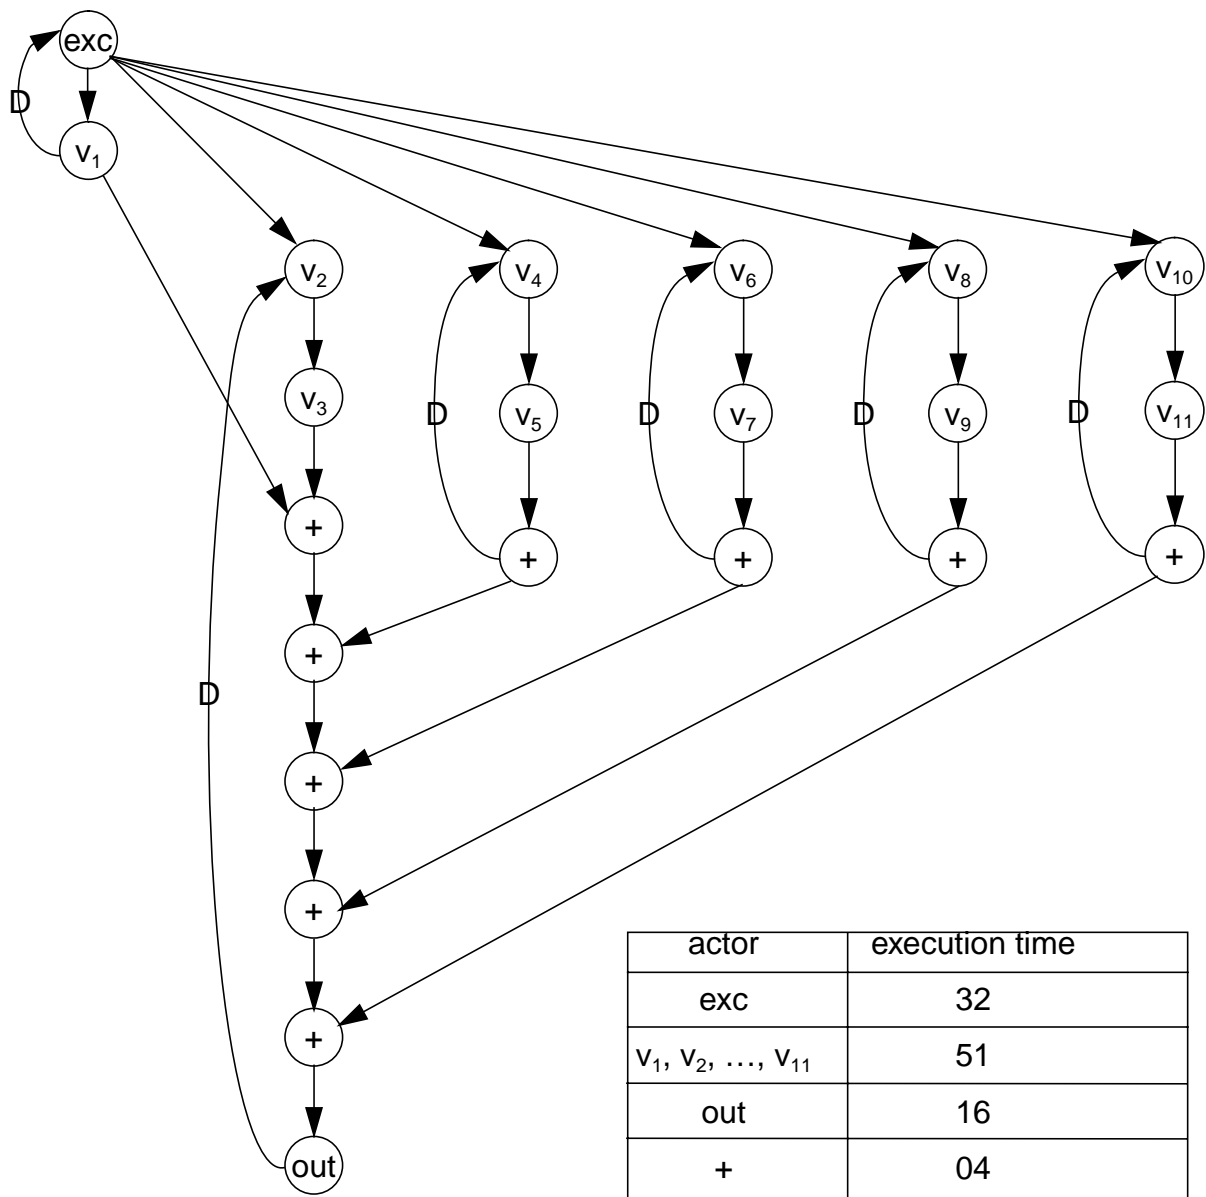 exc
D
v₁
v₂
v₄
v₆
v₈
v₁₀
v₃
D
v₅
D
v₇
D
v₉
D
v₁₁
+
+
+
+
+
+
D
+
+
+
out
actor execution time
exc 32
v₁, v₂, …, v₁₁ 51
out 16
+ 04